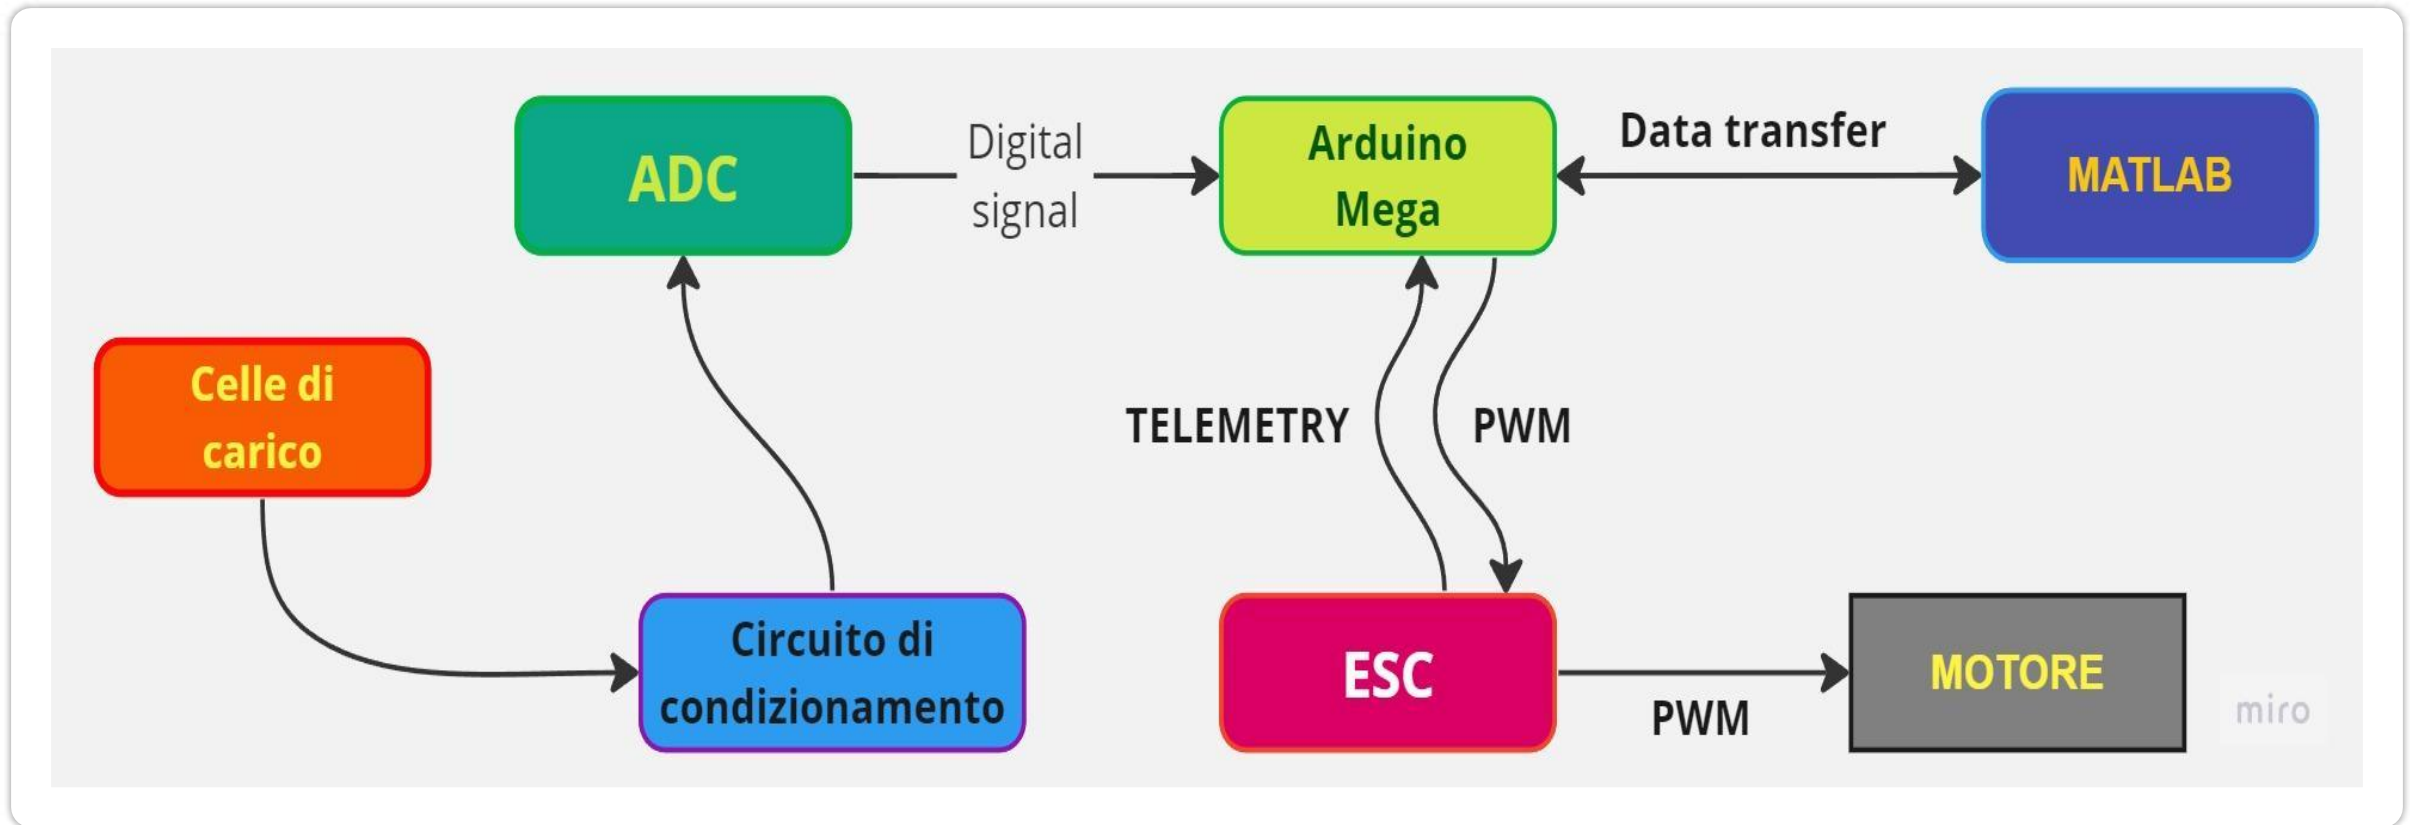 ADC
Digital
signal
Arduino
Mega
Data transfer
MATLAB
Celle di
carico
TELEMETRY
PWM
Circuito di
condizionamento
ESC
PWM
MOTORE
miro